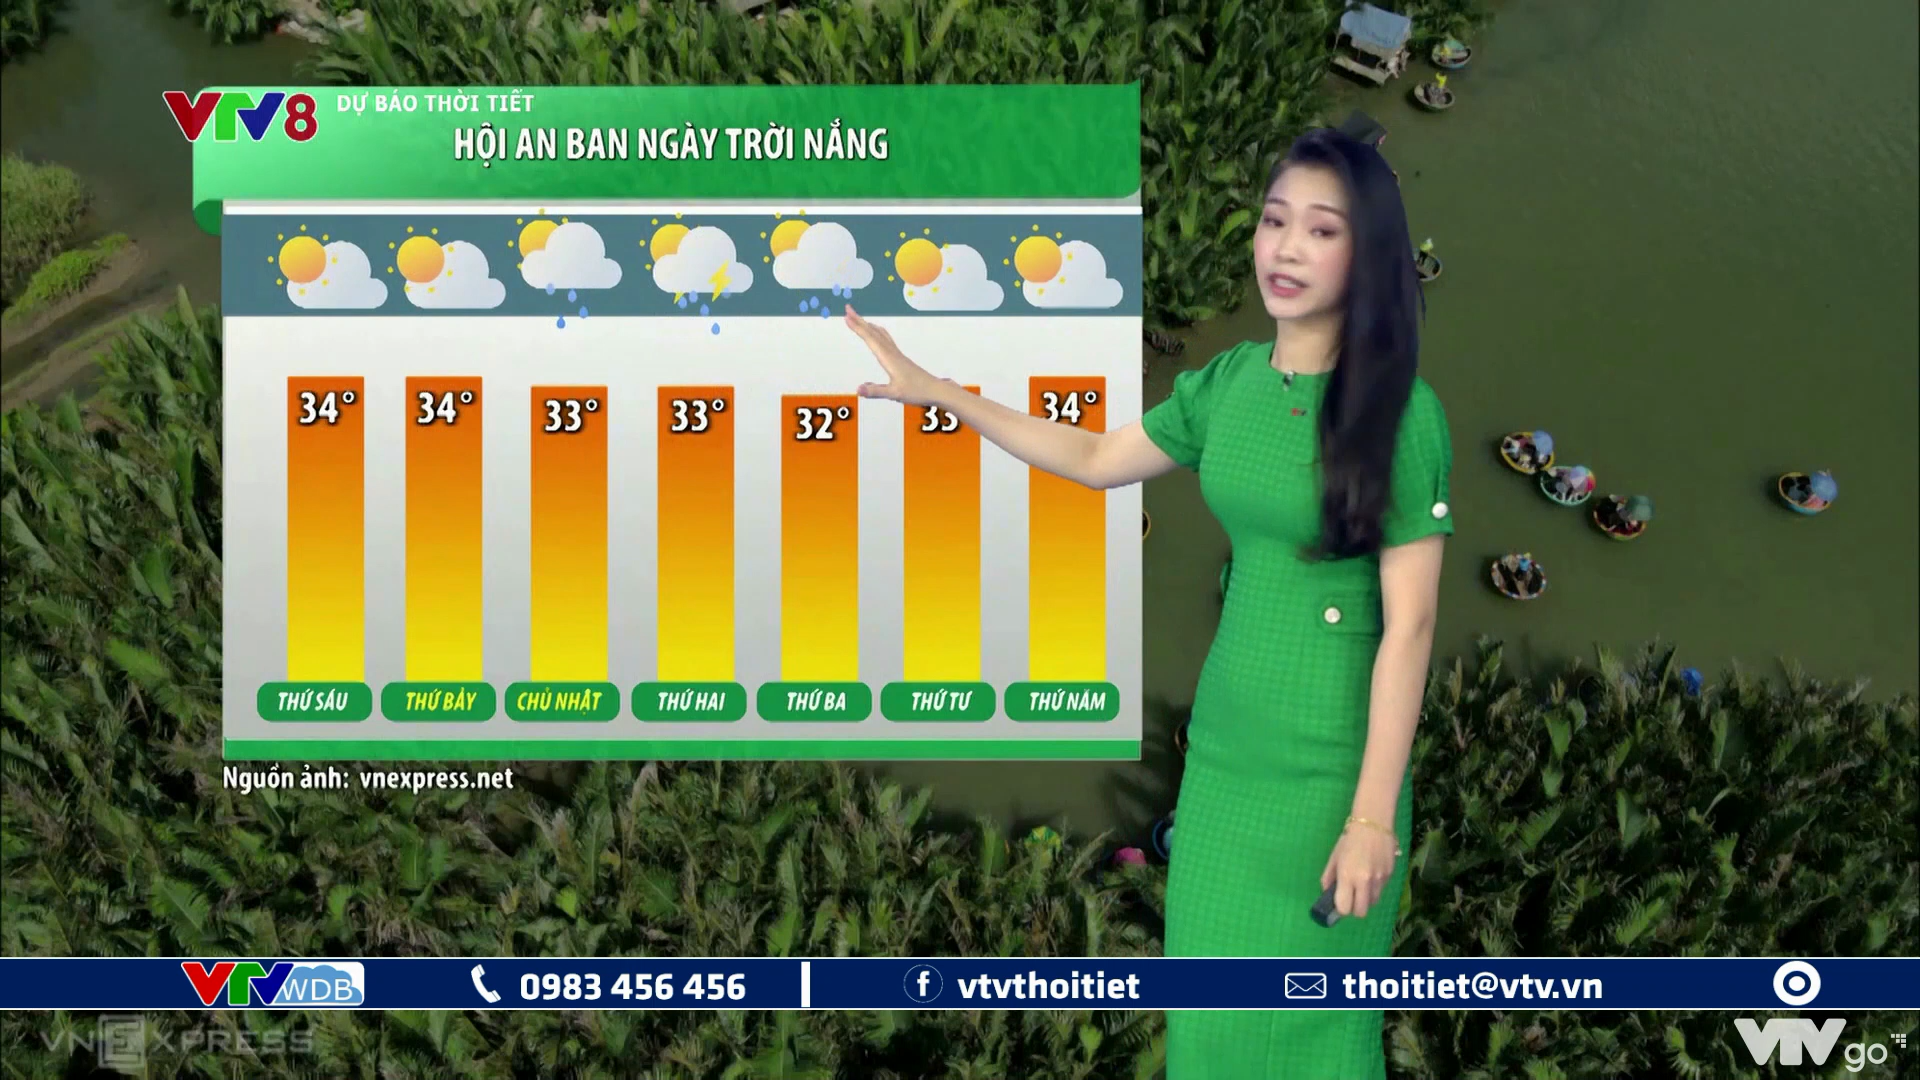 VTV8
DỰ BÁO THỜI TIẾT
HỘI AN BAN NGÀY TRỜI NẮNG
34° 34° 33° 33° 32° 33 34°
THỨ SÁU THỨ BẢY CHỦ NHẬT THỨ HAI THỨ BA THỨ TƯ THỨ NĂM
Nguồn ảnh: vnexpress.net
VTV WDB 0983 456 456 vtvthoitiet thoitiet@vtv.vn
VNEXPRESS
VTVgo